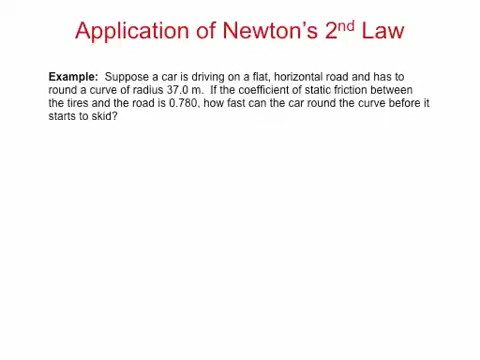 Application of Newton's 2nd Law
Example: Suppose a car is driving on a flat, horizontal road and has to
round a curve of radius 37.0 m. If the coefficient of static friction between
the tires and the road is 0.780, how fast can the car round the curve before it
starts to skid?